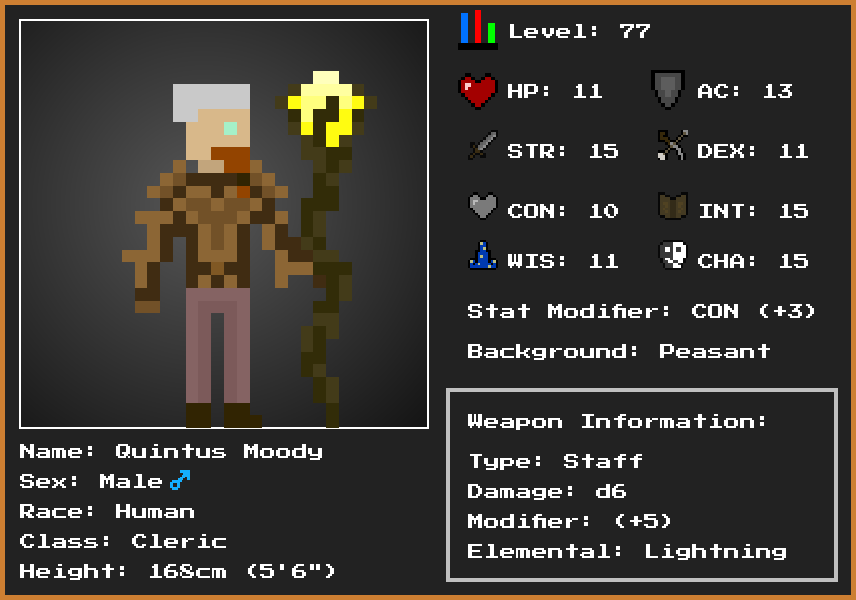 Level: 77
HP: 11 AC: 13
STR: 15 DEX: 11
CON: 10 INT: 15
WIS: 11 CHA: 15
Stat Modifier: CON (+3)
Background: Peasant
Weapon Information:
Type: Staff
Damage: d6
Modifier: (+5)
Elemental: Lightning
Name: Quintus Moody
Sex: Male ♂
Race: Human
Class: Cleric
Height: 168cm (5'6")